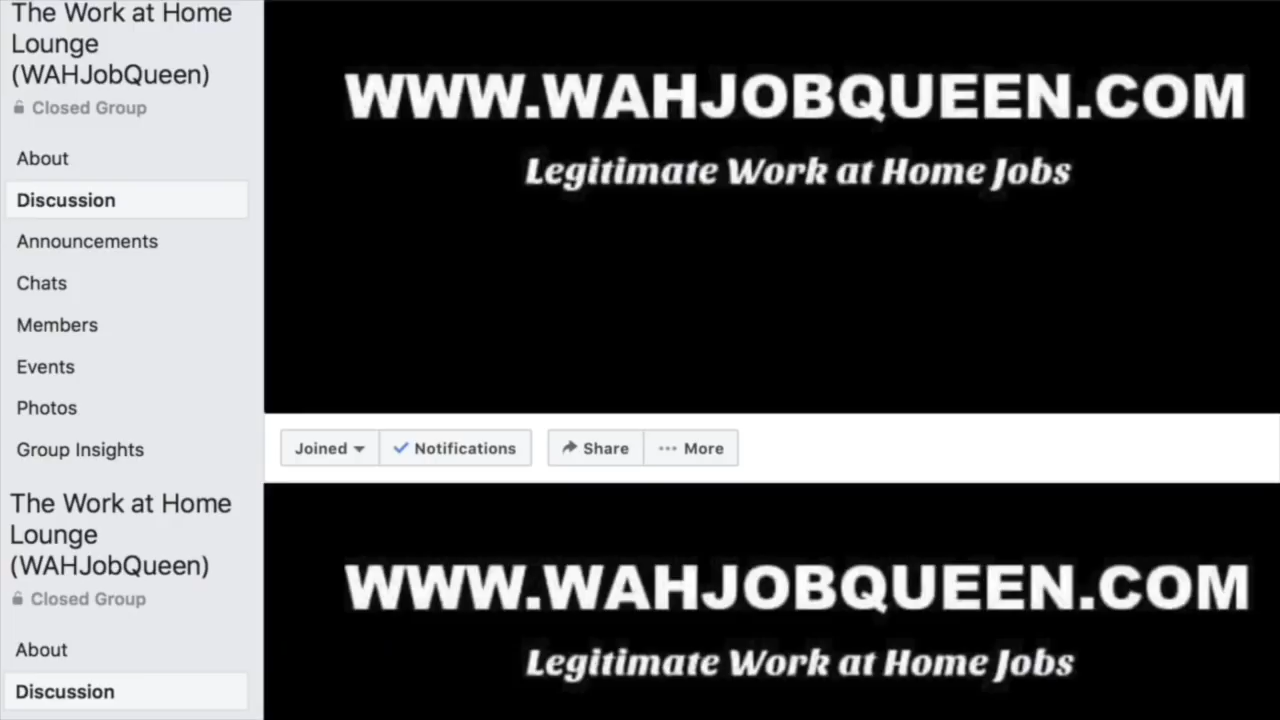 The Work at Home
Lounge
(WAHJobQueen)
Closed Group
About
Discussion
Announcements
Chats
Members
Events
Photos
Group Insights
WWW.WAHJOBQUEEN.COM
Legitimate Work at Home Jobs
Joined
Notifications
Share
More
The Work at Home
Lounge
(WAHJobQueen)
Closed Group
About
Discussion
WWW.WAHJOBQUEEN.COM
Legitimate Work at Home Jobs